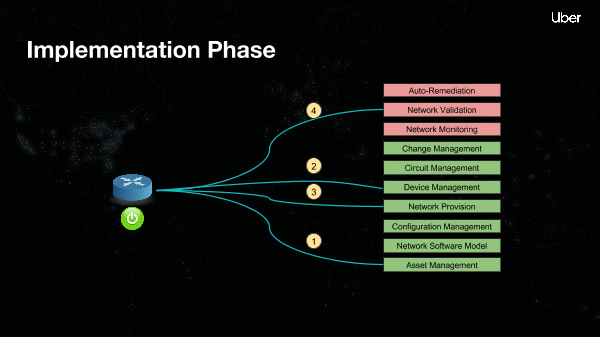 Uber
Implementation Phase
Auto-Remediation
4
Network Validation
Network Monitoring
Change Management
2
Circuit Management
Device Management
3
Network Provision
Configuration Management
1
Network Software Model
Asset Management